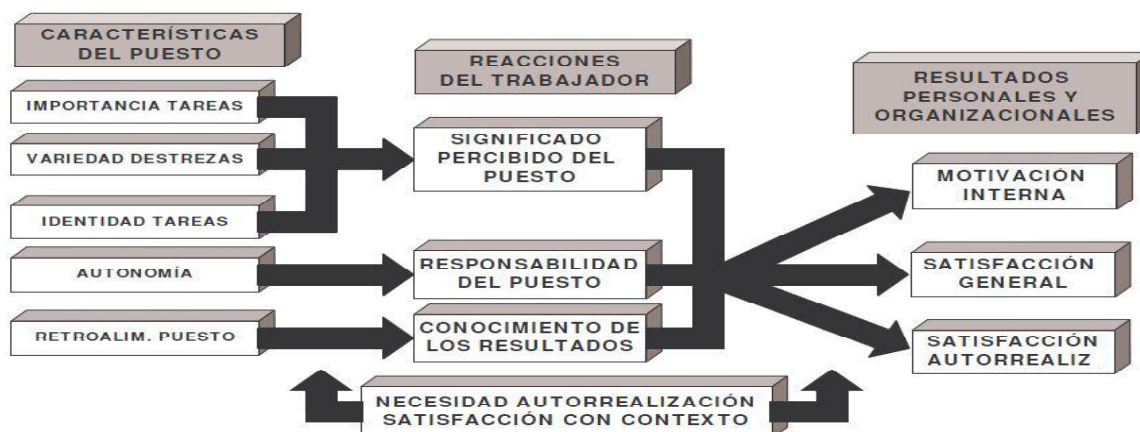 CARACTERÍSTICAS
DEL PUESTO
IMPORTANCIA TAREAS
VARIEDAD DESTREZAS
IDENTIDAD TAREAS
AUTONOMÍA
RETROALIM. PUESTO
REACCIONES
DEL TRABAJADOR
SIGNIFICADO
PERCIBIDO DEL
PUESTO
RESPONSABILIDAD
DEL PUESTO
CONOCIMIENTO DE
LOS RESULTADOS
RESULTADOS
PERSONALES Y
ORGANIZACIONALES
MOTIVACIÓN
INTERNA
SATISFACCIÓN
GENERAL
SATISFACCIÓN
AUTORREALIZ
NECESIDAD AUTORREALIZACIÓN
SATISFACCIÓN CON CONTEXTO